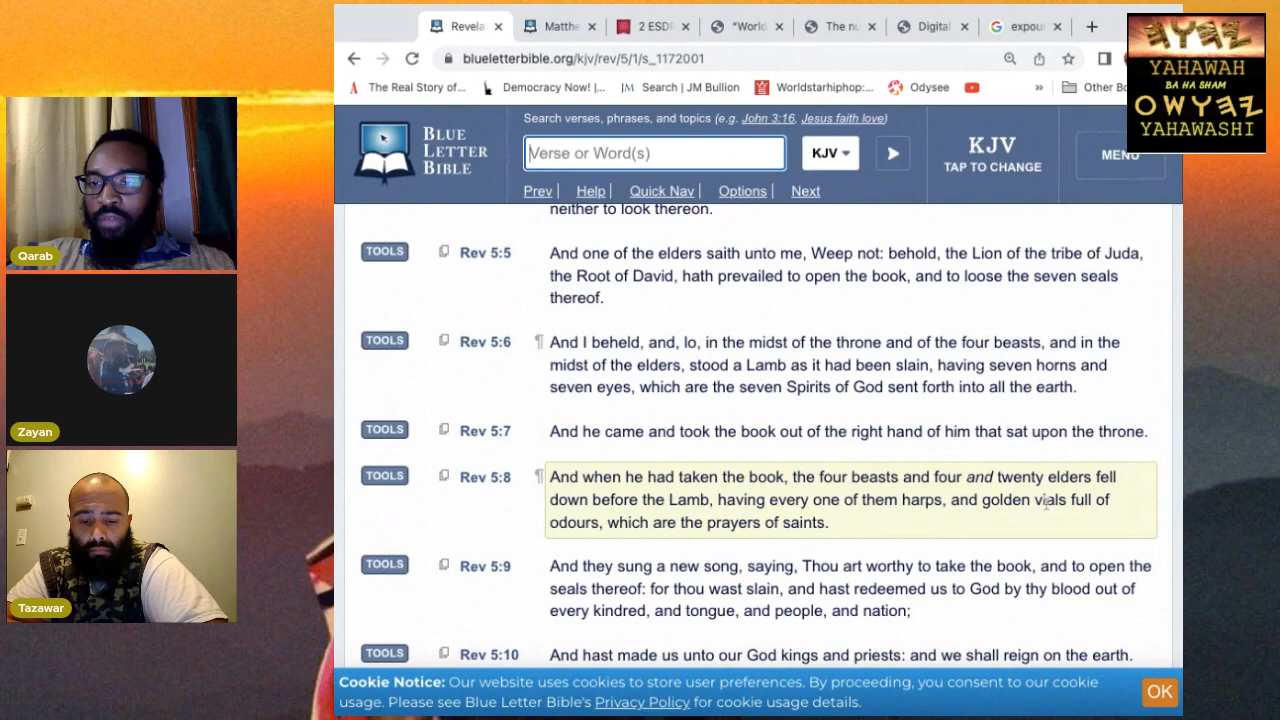 Revela
Matthe
2 ESDR
"World
The nu
Digital
expour
blueletterbible.org/kjv/rev/5/1/s_1172001
The Real Story of...
Democracy Now! |...
JM Search | JM Bullion
Worldstarhiphop:...
Odysee
»
Other Bo
YAHAWAH
BA HA SHAM
YAHAWASHI
BLUE
LETTER
BIBLE
Search verses, phrases, and topics (e.g. John 3:16, Jesus faith love)
Verse or Word(s)
KJV
KJV
TAP TO CHANGE
MENU
Prev | Help | Quick Nav | Options | Next
neither to look thereon.
TOOLS Rev 5:5 And one of the elders saith unto me, Weep not: behold, the Lion of the tribe of Juda,
the Root of David, hath prevailed to open the book, and to loose the seven seals
thereof.
TOOLS Rev 5:6 ¶ And I beheld, and, lo, in the midst of the throne and of the four beasts, and in the
midst of the elders, stood a Lamb as it had been slain, having seven horns and
seven eyes, which are the seven Spirits of God sent forth into all the earth.
TOOLS Rev 5:7 And he came and took the book out of the right hand of him that sat upon the throne.
TOOLS Rev 5:8 ¶ And when he had taken the book, the four beasts and four and twenty elders fell
down before the Lamb, having every one of them harps, and golden vials full of
odours, which are the prayers of saints.
TOOLS Rev 5:9 And they sung a new song, saying, Thou art worthy to take the book, and to open the
seals thereof: for thou wast slain, and hast redeemed us to God by thy blood out of
every kindred, and tongue, and people, and nation;
TOOLS Rev 5:10 And hast made us unto our God kings and priests: and we shall reign on the earth.
Cookie Notice: Our website uses cookies to store user preferences. By proceeding, you consent to our cookie
usage. Please see Blue Letter Bible's Privacy Policy for cookie usage details.
OK
Qarab
Zayan
Tazawar